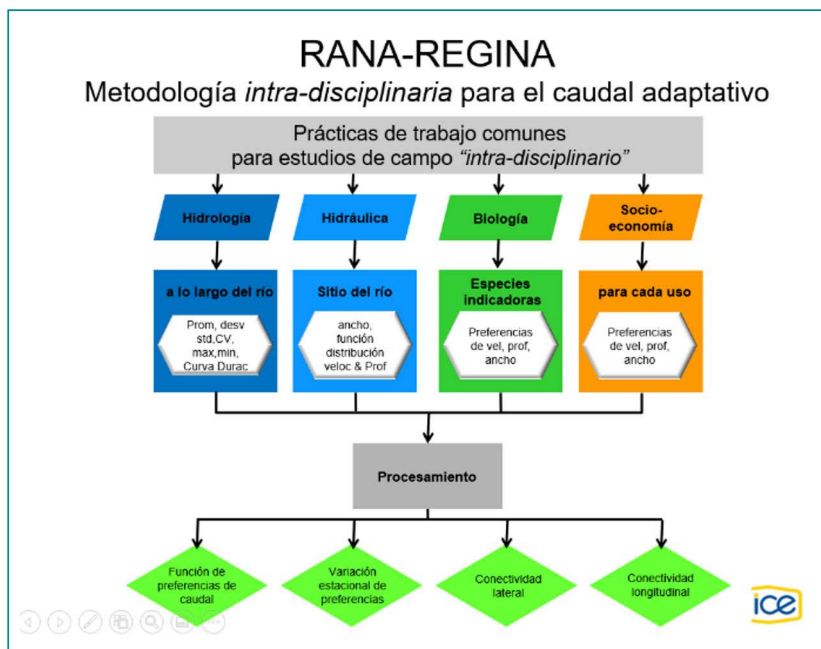 RANA-REGINA
Metodología intra-disciplinaria para el caudal adaptativo
Prácticas de trabajo comunes
para estudios de campo “intra-disciplinario”
Hidrología
Hidráulica
Biología
Socio-
economía
a lo largo del río
Prom, desv
std,CV,
max,min,
Curva Durac
Sitio del río
ancho,
función
distribución
veloc & Prof
Especies
indicadoras
Preferencias
de vel, prof,
ancho
para cada uso
Preferencias
de vel, prof,
ancho
Procesamiento
Función de
preferencias de
caudal
Variación
estacional de
preferencias
Conectividad
lateral
Conectividad
longitudinal
ice